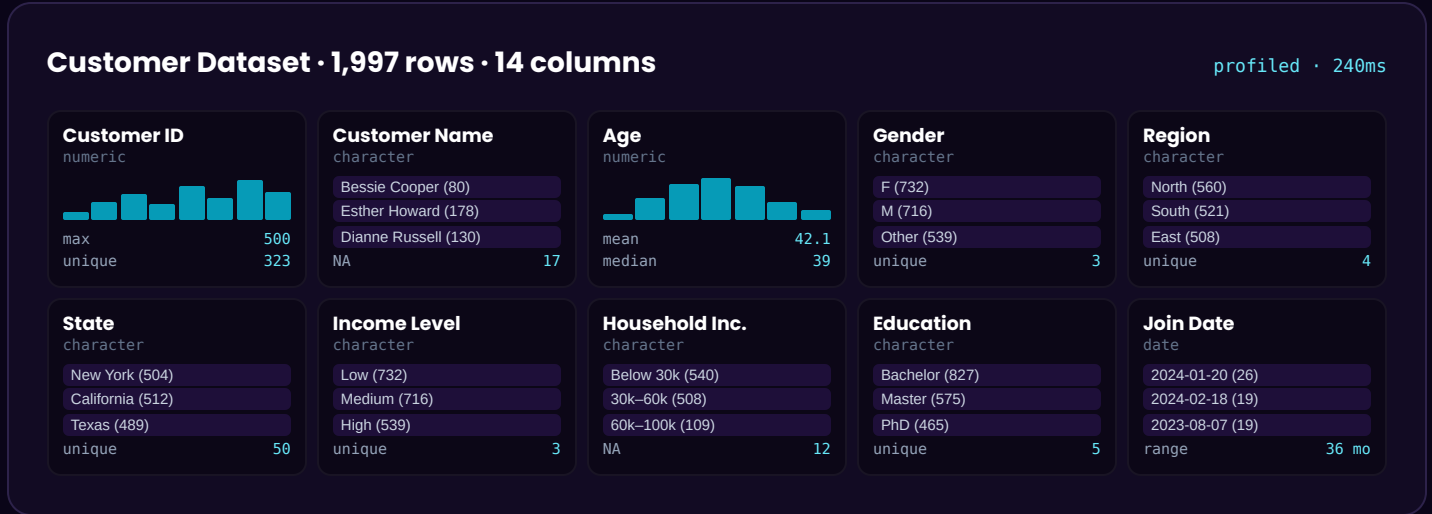 Customer Dataset · 1,997 rows · 14 columns
profiled · 240ms
Customer ID
numeric
max 500
unique 323
Customer Name
character
Bessie Cooper (80)
Esther Howard (178)
Dianne Russell (130)
NA 17
Age
numeric
mean 42.1
median 39
Gender
character
F (732)
M (716)
Other (539)
unique 3
Region
character
North (560)
South (521)
East (508)
unique 4
State
character
New York (504)
California (512)
Texas (489)
unique 50
Income Level
character
Low (732)
Medium (716)
High (539)
unique 3
Household Inc.
character
Below 30k (540)
30k–60k (508)
60k–100k (109)
NA 12
Education
character
Bachelor (827)
Master (575)
PhD (465)
unique 5
Join Date
date
2024-01-20 (26)
2024-02-18 (19)
2023-08-07 (19)
range 36 mo